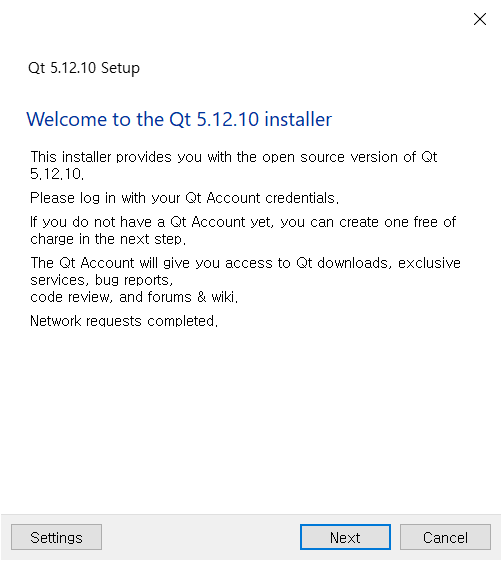 Qt 5.12.10 Setup
Welcome to the Qt 5.12.10 installer
This installer provides you with the open source version of Qt
5.12.10.
Please log in with your Qt Account credentials.
If you do not have a Qt Account yet, you can create one free of
charge in the next step.
The Qt Account will give you access to Qt downloads, exclusive
services, bug reports,
code review, and forums & wiki.
Network requests completed.
Settings
Next
Cancel